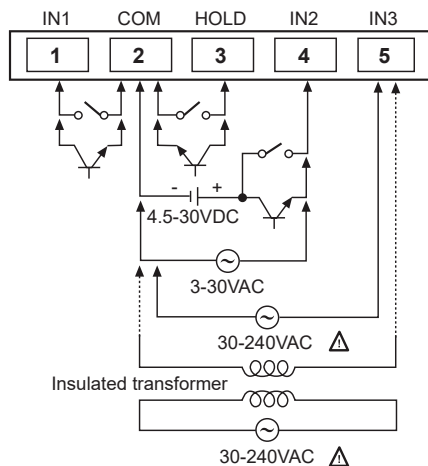 IN1 COM HOLD IN2 IN3
1 2 3 4 5
- +
4.5-30VDC
3-30VAC
30-240VAC ⚠
Insulated transformer
30-240VAC ⚠